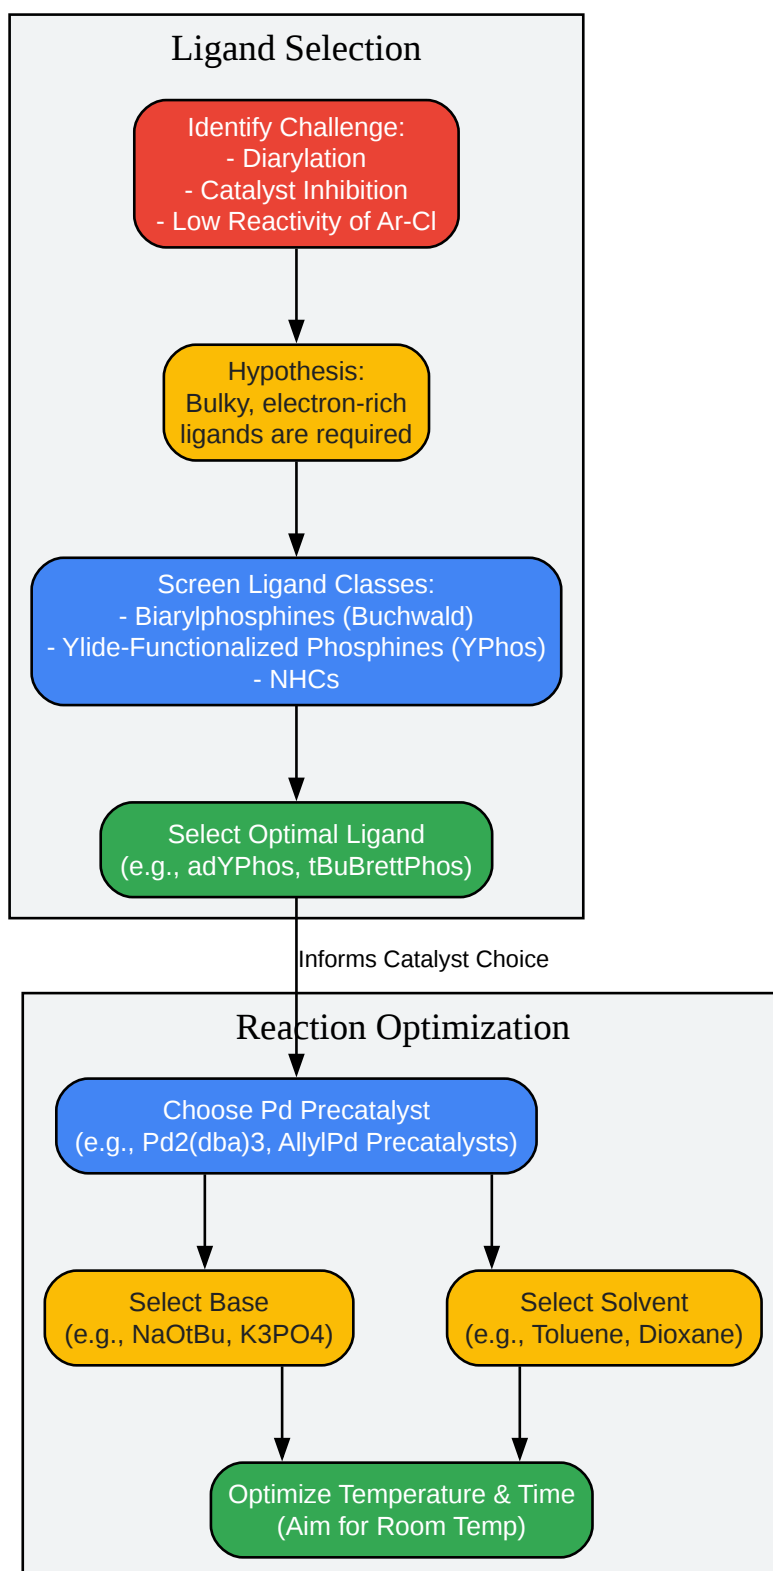 Ligand Selection
Identify Challenge:
- Diarylation
- Catalyst Inhibition
- Low Reactivity of Ar-Cl
Hypothesis:
Bulky, electron-rich
ligands are required
Screen Ligand Classes:
- Biarylphosphines (Buchwald)
- Ylide-Functionalized Phosphines (YPhos)
- NHCs
Select Optimal Ligand
(e.g., adYPhos, tBuBrettPhos)
Informs Catalyst Choice
Reaction Optimization
Choose Pd Precatalyst
(e.g., Pd2(dba)3, AllylPd Precatalysts)
Select Base
(e.g., NaOtBu, K3PO4)
Select Solvent
(e.g., Toluene, Dioxane)
Optimize Temperature & Time
(Aim for Room Temp)